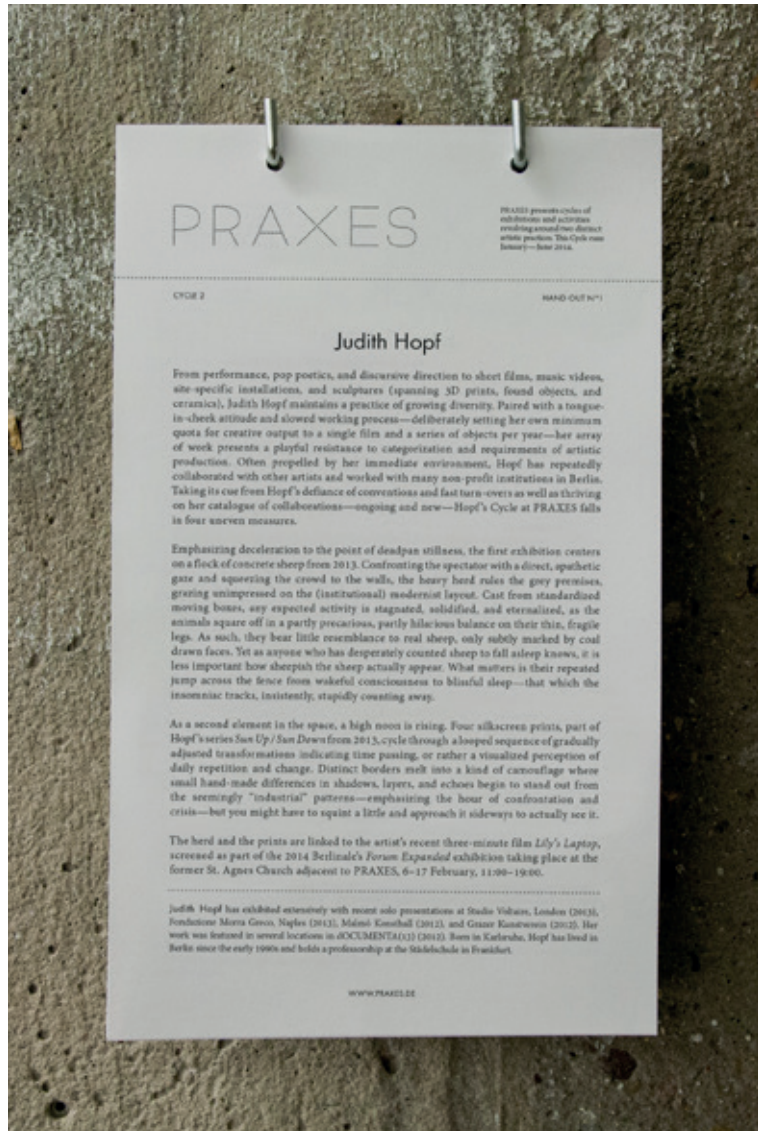 PRAXES
PRAXES presents cycles of
exhibitions and activities
revolving around two distinct
artistic practices. This Cycle runs
January—June 2014.
CYCLE 2
HAND-OUT N°1
Judith Hopf
From performance, pop poetics, and discursive direction to short films, music videos,
site-specific installations, and sculptures (spanning 3D prints, found objects, and
ceramics), Judith Hopf maintains a practice of growing diversity. Paired with a tongue-
in-cheek attitude and slowed working process—deliberately setting her own minimum
quota for creative output to a single film and a series of objects per year—her array
of work presents a playful resistance to categorization and requirements of artistic
production. Often propelled by her immediate environment, Hopf has repeatedly
collaborated with other artists and worked with many non-profit institutions in Berlin.
Taking its cue from Hopf's defiance of conventions and fast turn-overs as well as thriving
on her catalogue of collaborations—ongoing and new—Hopf's Cycle at PRAXES falls
in four uneven measures.
Emphasizing deceleration to the point of deadpan stillness, the first exhibition centers
on a flock of concrete sheep from 2013. Confronting the spectator with a direct, apathetic
gaze and squeezing the crowd to the walls, the heavy herd rules the grey premises,
grazing unimpressed on the (institutional) modernist layout. Cast from standardized
moving boxes, any expected activity is stagnated, solidified, and eternalized, as the
animals square off in a partly precarious, partly hilarious balance on their thin, fragile
legs. As such, they bear little resemblance to real sheep, only subtly marked by coal
drawn faces. Yet as anyone who has desperately counted sheep to fall asleep knows, it is
less important how sheepish the sheep actually appear. What matters is their repeated
jump across the fence from wakeful consciousness to blissful sleep—that which the
insomniac tracks, insistently, stupidly counting away.
As a second element in the space, a high noon is rising. Four silkscreen prints, part of
Hopf's series Sun Up / Sun Down from 2013, cycle through a looped sequence of gradually
adjusted transformations indicating time passing, or rather a visualized perception of
daily repetition and change. Distinct borders melt into a kind of camouflage where
small hand-made differences in shadows, layers, and echoes begin to stand out from
the seemingly "industrial" patterns—emphasizing the hour of confrontation and
crisis—but you might have to squint a little and approach it sideways to actually see it.
The herd and the prints are linked to the artist's recent three-minute film Lily's Laptop,
screened as part of the 2014 Berlinale's Forum Expanded exhibition taking place at the
former St. Agnes Church adjacent to PRAXES, 6–17 February, 11:00–19:00.
Judith Hopf has exhibited extensively with recent solo presentations at Studio Voltaire, London (2013),
Fondazione Morra Greco, Naples (2013), Malmö Konsthall (2012), and Grazer Kunstverein (2012). Her
work was featured in several locations in dOCUMENTA(13) (2012). Born in Karlsruhe, Hopf has lived in
Berlin since the early 1990s and holds a professorship at the Städelschule in Frankfurt.
WWW.PRAXES.DE